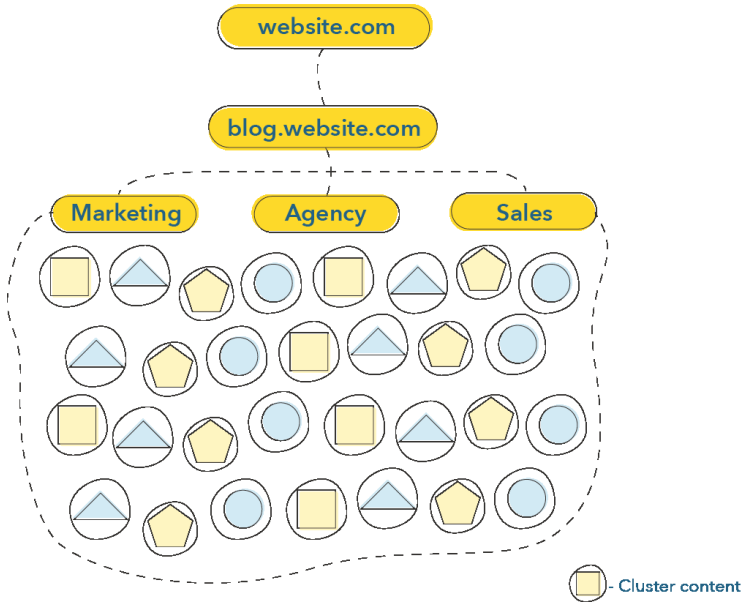 website.com
blog.website.com
Marketing
Agency
Sales
- Cluster content